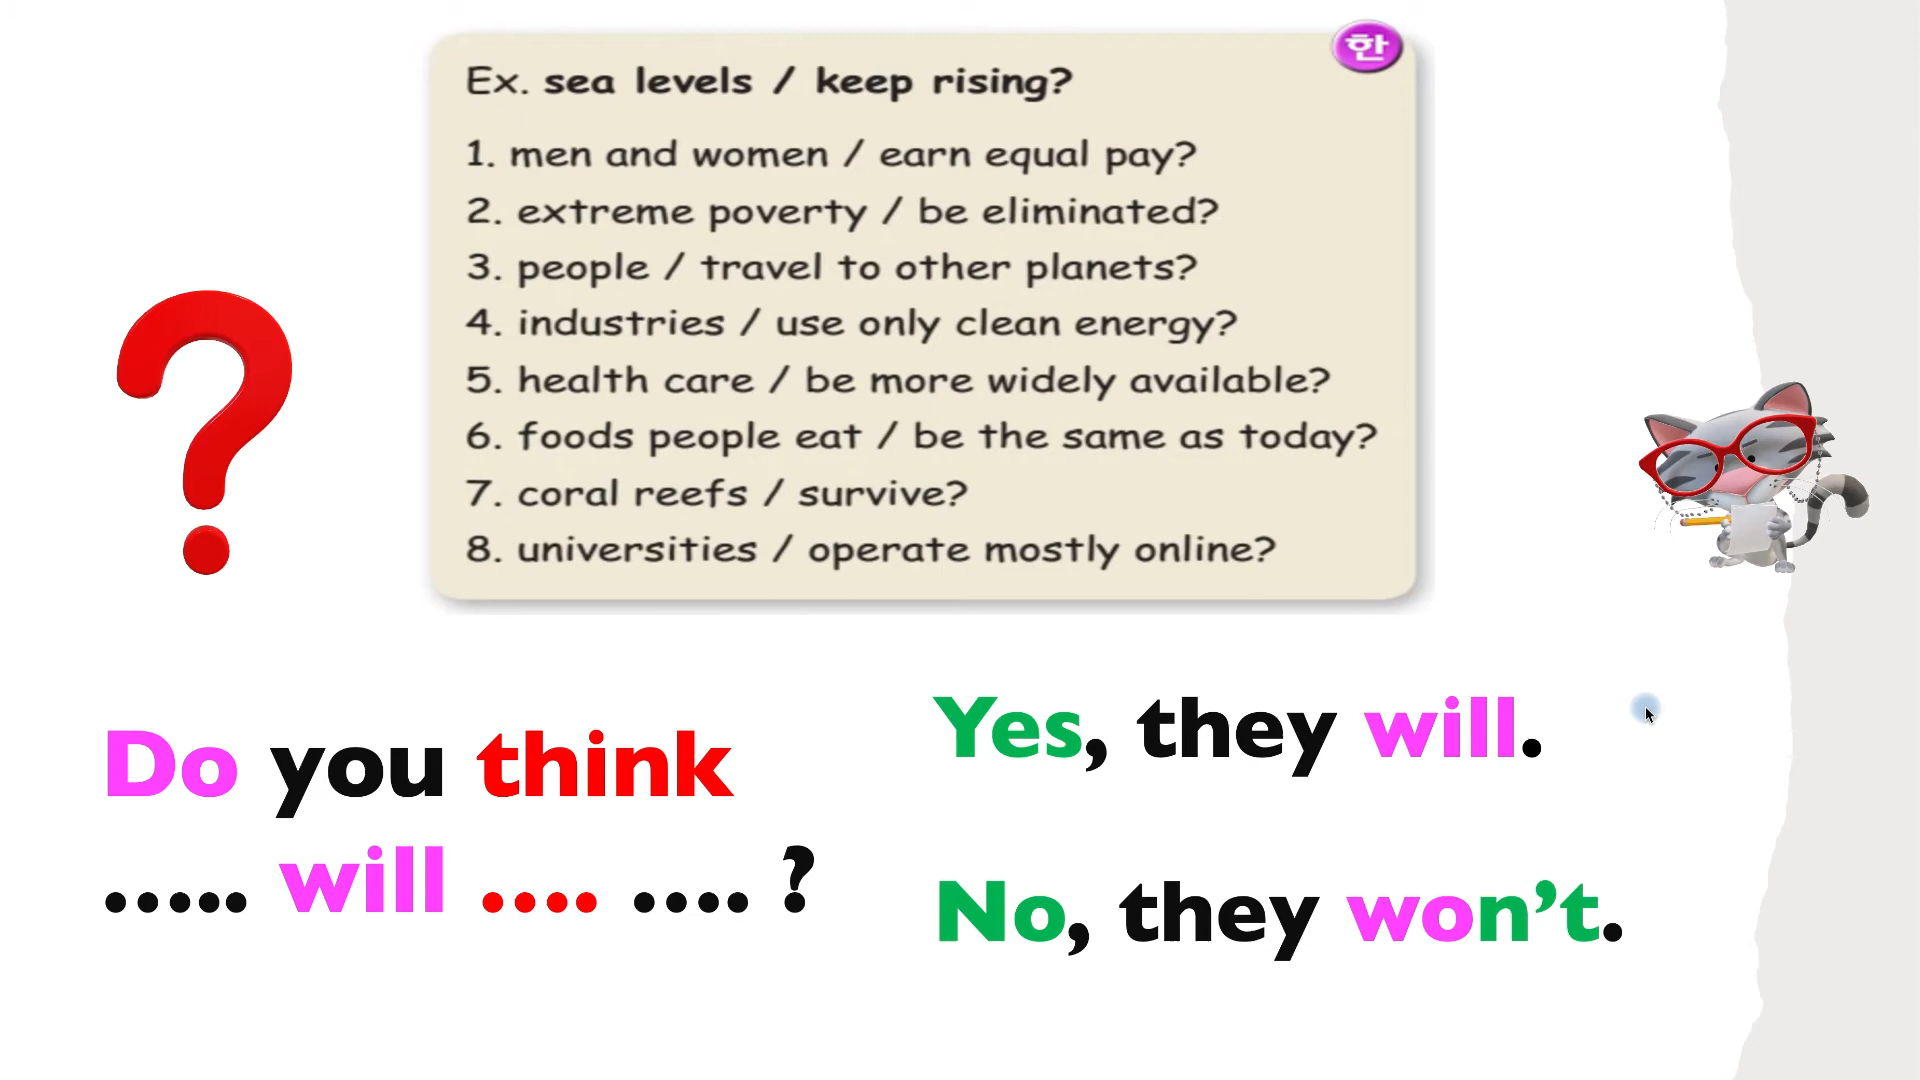 한
Ex. sea levels / keep rising?
1. men and women / earn equal pay?
2. extreme poverty / be eliminated?
3. people / travel to other planets?
4. industries / use only clean energy?
5. health care / be more widely available?
6. foods people eat / be the same as today?
7. coral reefs / survive?
8. universities / operate mostly online?
?
Do you think
..... will .... .... ?
Yes, they will.
No, they won’t.